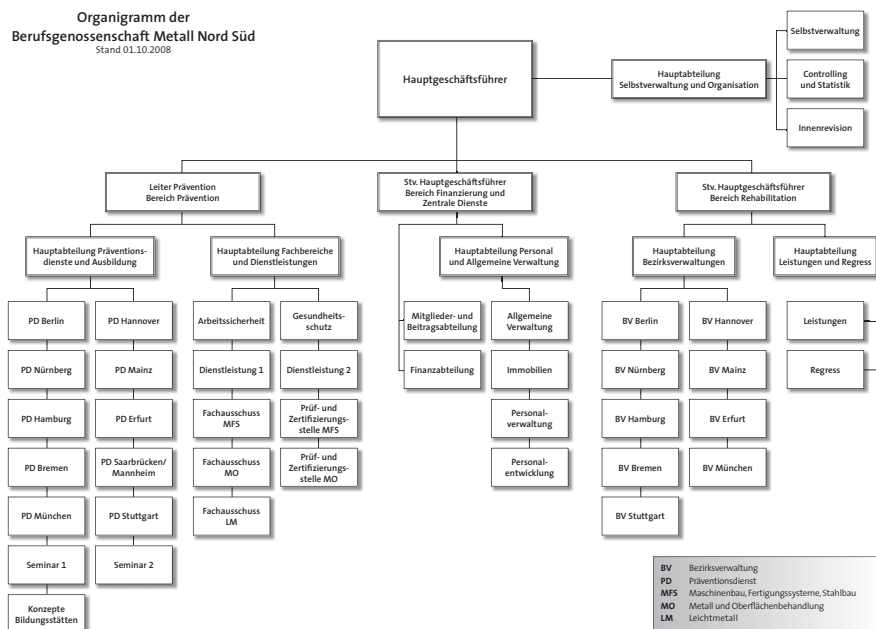 Organigramm der
Berufsgenossenschaft Metall Nord Süd
Stand 01.10.2008
Hauptgeschäftsführer
Hauptabteilung
Selbstverwaltung und Organisation
Selbstverwaltung
Controlling
und Statistik
Innenrevision
Leiter Prävention
Bereich Prävention
Stv. Hauptgeschäftsführer
Bereich Finanzierung und
Zentrale Dienste
Stv. Hauptgeschäftsführer
Bereich Rehabilitation
Hauptabteilung Präventions-
dienste und Ausbildung
Hauptabteilung Fachbereiche
und Dienstleistungen
Hauptabteilung Personal
und Allgemeine Verwaltung
Hauptabteilung
Bezirksverwaltungen
Hauptabteilung
Leistungen und Regress
PD Berlin
PD Nürnberg
PD Hamburg
PD Bremen
PD München
Seminar 1
Konzepte
Bildungsstätten
PD Hannover
PD Mainz
PD Erfurt
PD Saarbrücken/
Mannheim
PD Stuttgart
Seminar 2
Arbeitssicherheit
Dienstleistung 1
Fachausschuss
MFS
Fachausschuss
MO
Fachausschuss
LM
Gesundheits-
schutz
Dienstleistung 2
Prüf- und
Zertifizierungs-
stelle MFS
Prüf- und
Zertifizierungs-
stelle MO
Mitglieder- und
Beitragsabteilung
Finanzabteilung
Allgemeine
Verwaltung
Immobilien
Personal-
verwaltung
Personal-
entwicklung
BV Berlin
BV Nürnberg
BV Hamburg
BV Bremen
BV Stuttgart
BV Hannover
BV Mainz
BV Erfurt
BV München
Leistungen
Regress
BV Bezirksverwaltung
PD Präventionsdienst
MFS Maschinenbau, Fertigungssysteme, Stahlbau
MO Metall und Oberflächenbehandlung
LM Leichtmetall